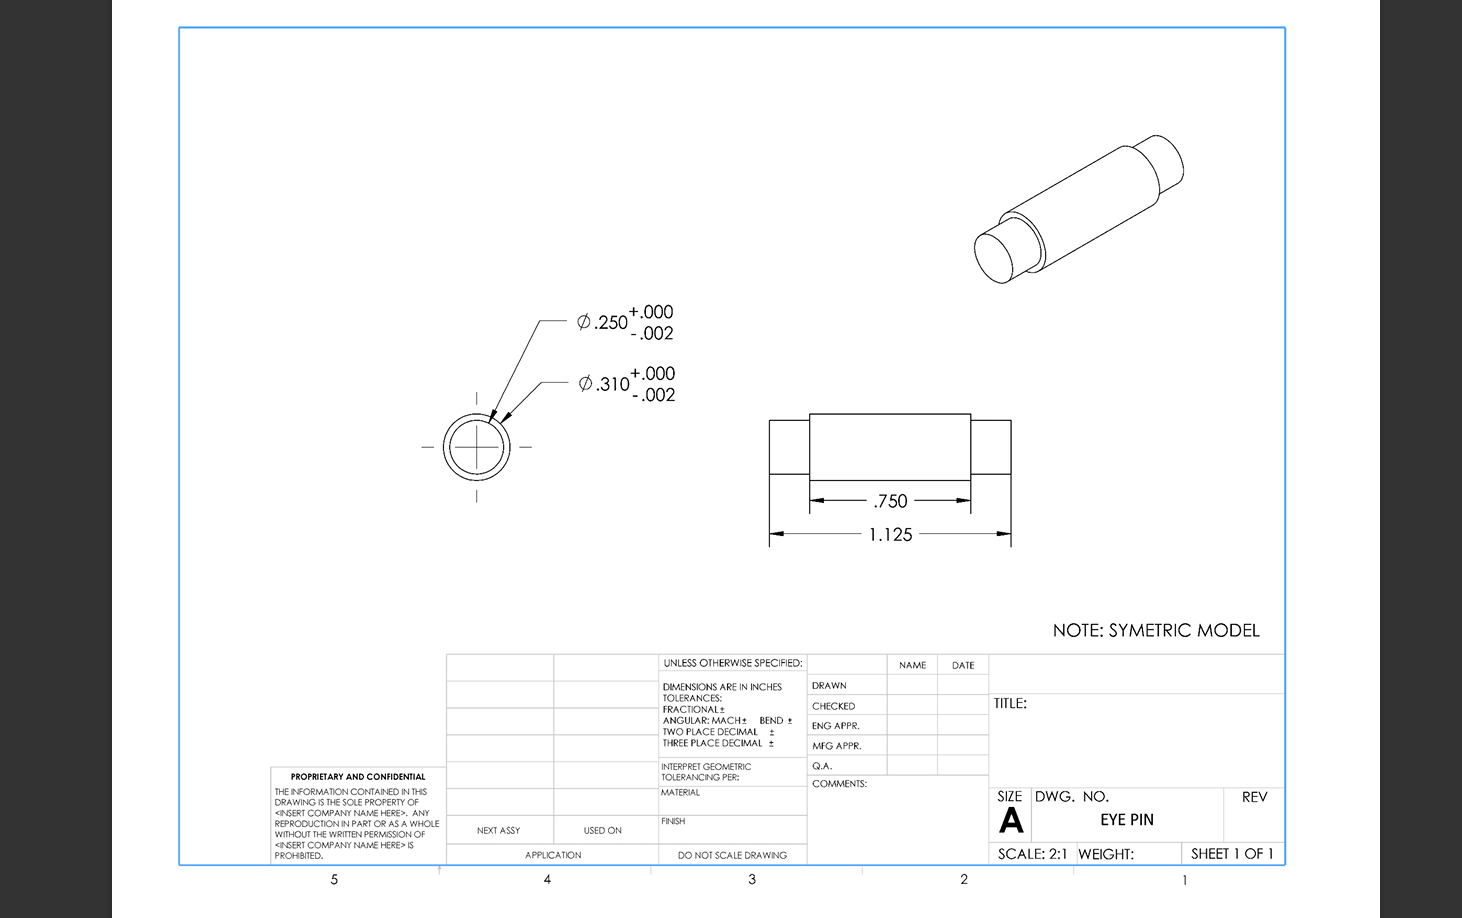 ⌀.250 +.000
-.002
⌀.310 +.000
-.002
.750
1.125
NOTE: SYMETRIC MODEL
PROPRIETARY AND CONFIDENTIAL
THE INFORMATION CONTAINED IN THIS
DRAWING IS THE SOLE PROPERTY OF
<INSERT COMPANY NAME HERE>. ANY
REPRODUCTION IN PART OR AS A WHOLE
WITHOUT THE WRITTEN PERMISSION OF
<INSERT COMPANY NAME HERE> IS
PROHIBITED.
NEXT ASSY
USED ON
APPLICATION
UNLESS OTHERWISE SPECIFIED:
DIMENSIONS ARE IN INCHES
TOLERANCES:
FRACTIONAL±
ANGULAR: MACH± BEND ±
TWO PLACE DECIMAL ±
THREE PLACE DECIMAL ±
INTERPRET GEOMETRIC
TOLERANCING PER:
MATERIAL
FINISH
DO NOT SCALE DRAWING
NAME
DATE
DRAWN
CHECKED
ENG APPR.
MFG APPR.
Q.A.
COMMENTS:
TITLE:
SIZE
A
DWG. NO.
EYE PIN
REV
SCALE: 2:1
WEIGHT:
SHEET 1 OF 1
5
4
3
2
1